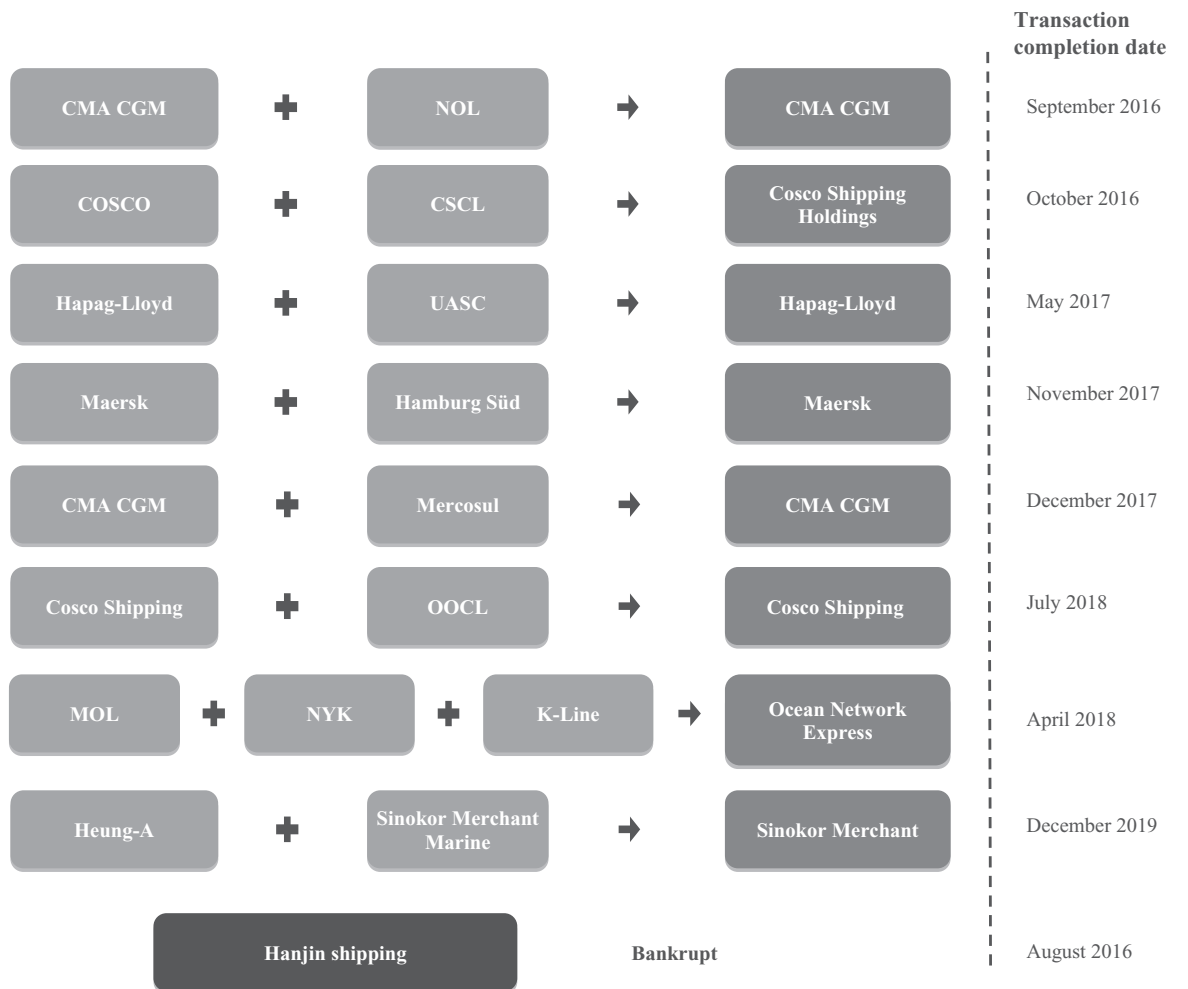 Transaction
completion date
CMA CGM
NOL
CMA CGM
September 2016
COSCO
CSCL
Cosco Shipping
Holdings
October 2016
Hapag-Lloyd
UASC
Hapag-Lloyd
May 2017
Maersk
Hamburg Süd
Maersk
November 2017
CMA CGM
Mercosul
CMA CGM
December 2017
Cosco Shipping
OOCL
Cosco Shipping
July 2018
MOL
NYK
K-Line
Ocean Network
Express
April 2018
Heung-A
Sinokor Merchant
Marine
Sinokor Merchant
December 2019
Hanjin shipping
Bankrupt
August 2016